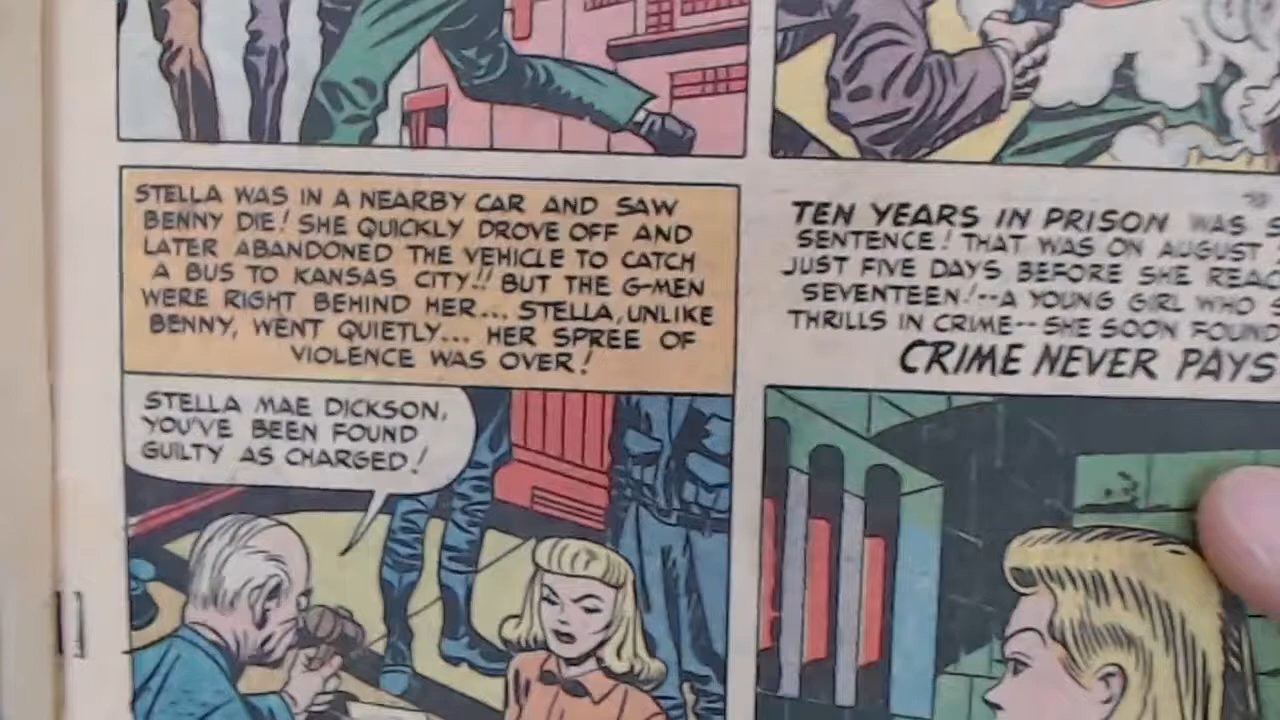 STELLA WAS IN A NEARBY CAR AND SAW
BENNY DIE! SHE QUICKLY DROVE OFF AND
LATER ABANDONED THE VEHICLE TO CATCH
A BUS TO KANSAS CITY!! BUT THE G-MEN
WERE RIGHT BEHIND HER... STELLA, UNLIKE
BENNY, WENT QUIETLY... HER SPREE OF
VIOLENCE WAS OVER!
STELLA MAE DICKSON,
YOU'VE BEEN FOUND
GUILTY AS CHARGED!
TEN YEARS IN PRISON WAS
SENTENCE! THAT WAS ON AUGUST
JUST FIVE DAYS BEFORE SHE
SEVENTEEN!--A YOUNG GIRL WHO
THRILLS IN CRIME--SHE SOON FOUND
CRIME NEVER PAYS